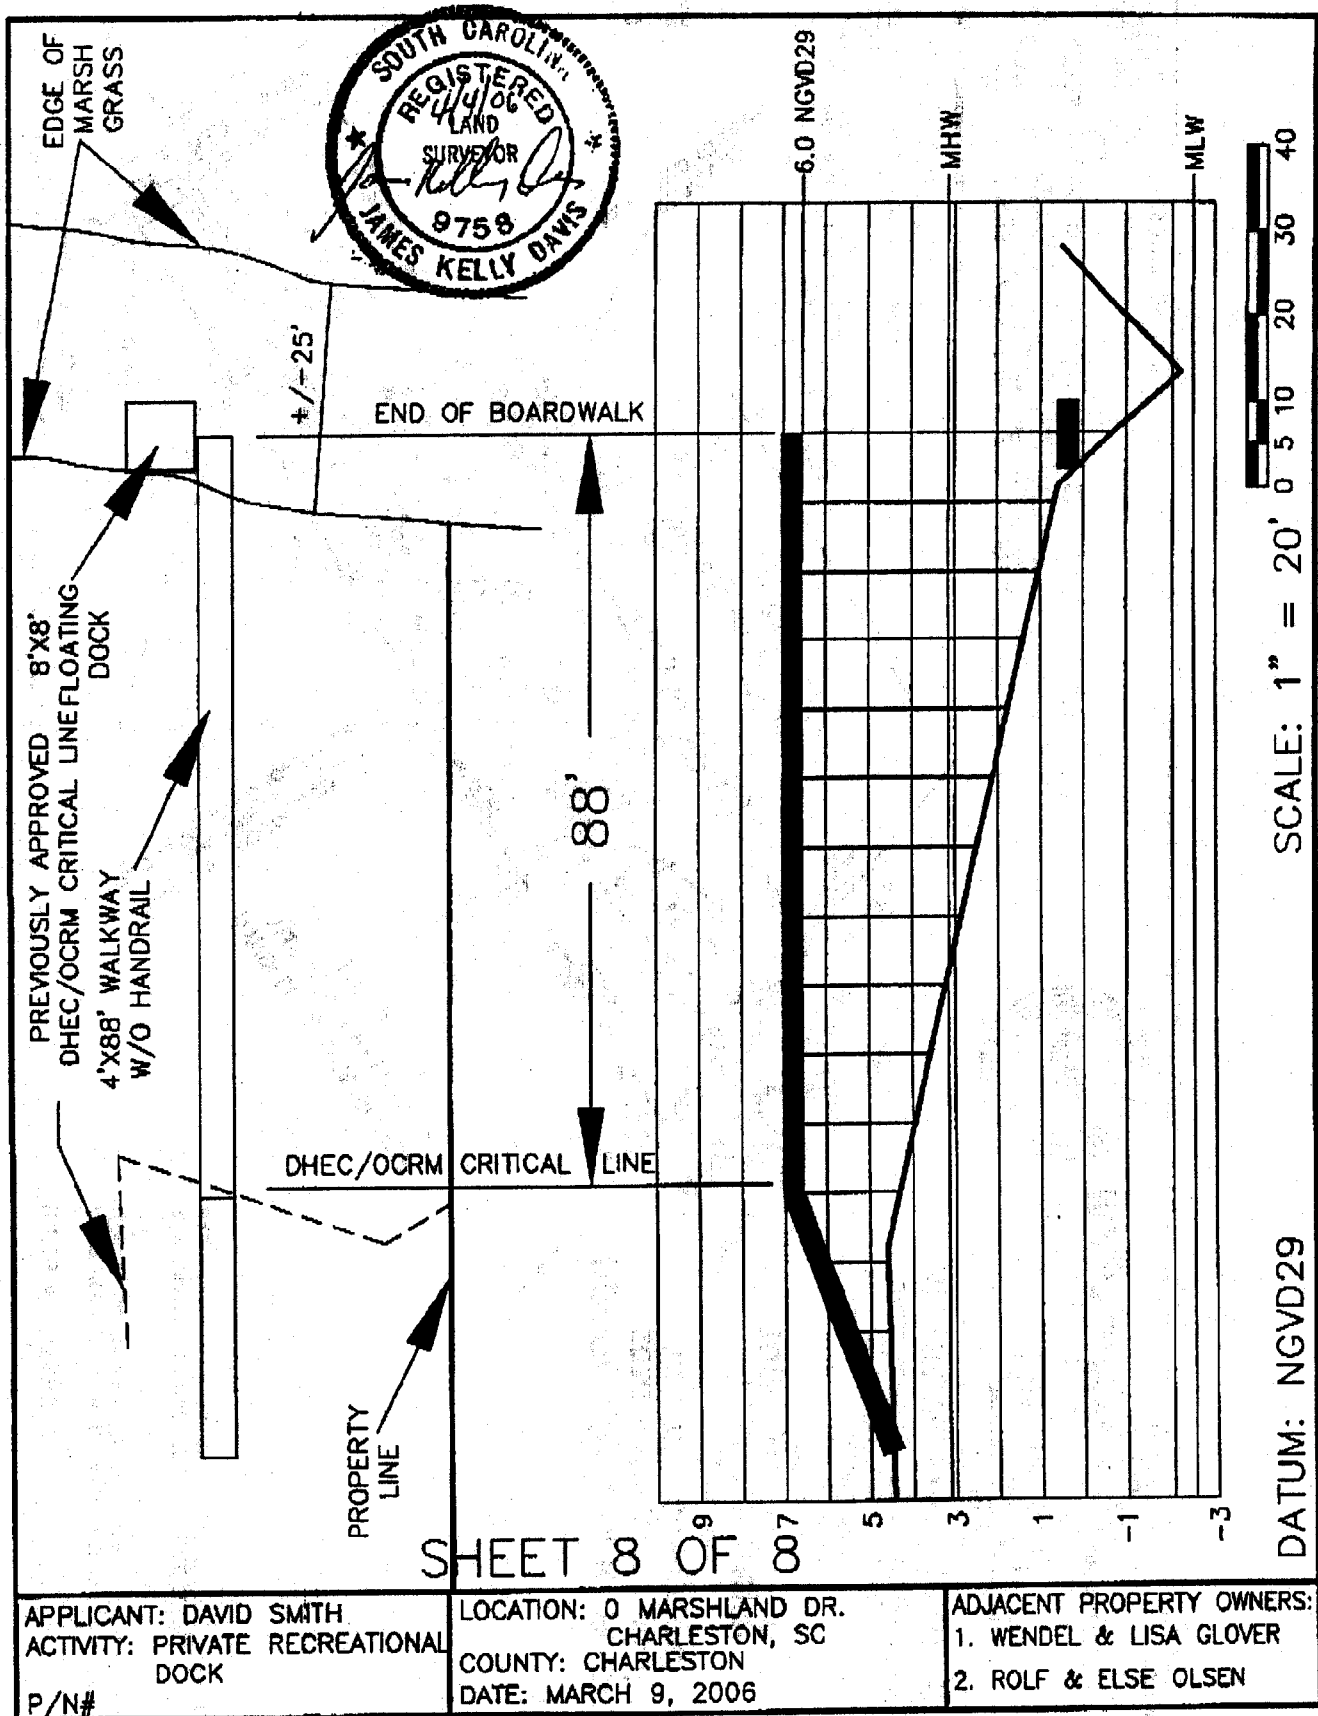 EDGE OF
MARSH
GRASS
SOUTH CAROLINA
REGISTERED
4/4/06
LAND
SURVEYOR
9758
JAMES KELLY DAVIS
6.0 NGVD29
MHW
MLW
+/-25'
END OF BOARDWALK
PREVIOUSLY APPROVED
DHEC/OCRM CRITICAL LINE
8'X8'
FLOATING
DOCK
4'X88' WALKWAY
W/O HANDRAIL
88'
DHEC/OCRM CRITICAL LINE
PROPERTY
LINE
9
7
5
3
1
-1
-3
0 5 10 20 30 40
SCALE: 1" = 20'
DATUM: NGVD29
SHEET 8 OF 8
APPLICANT: DAVID SMITH
ACTIVITY: PRIVATE RECREATIONAL
DOCK
P/N#
LOCATION: 0 MARSHLAND DR.
CHARLESTON, SC
COUNTY: CHARLESTON
DATE: MARCH 9, 2006
ADJACENT PROPERTY OWNERS:
1. WENDEL & LISA GLOVER
2. ROLF & ELSE OLSEN